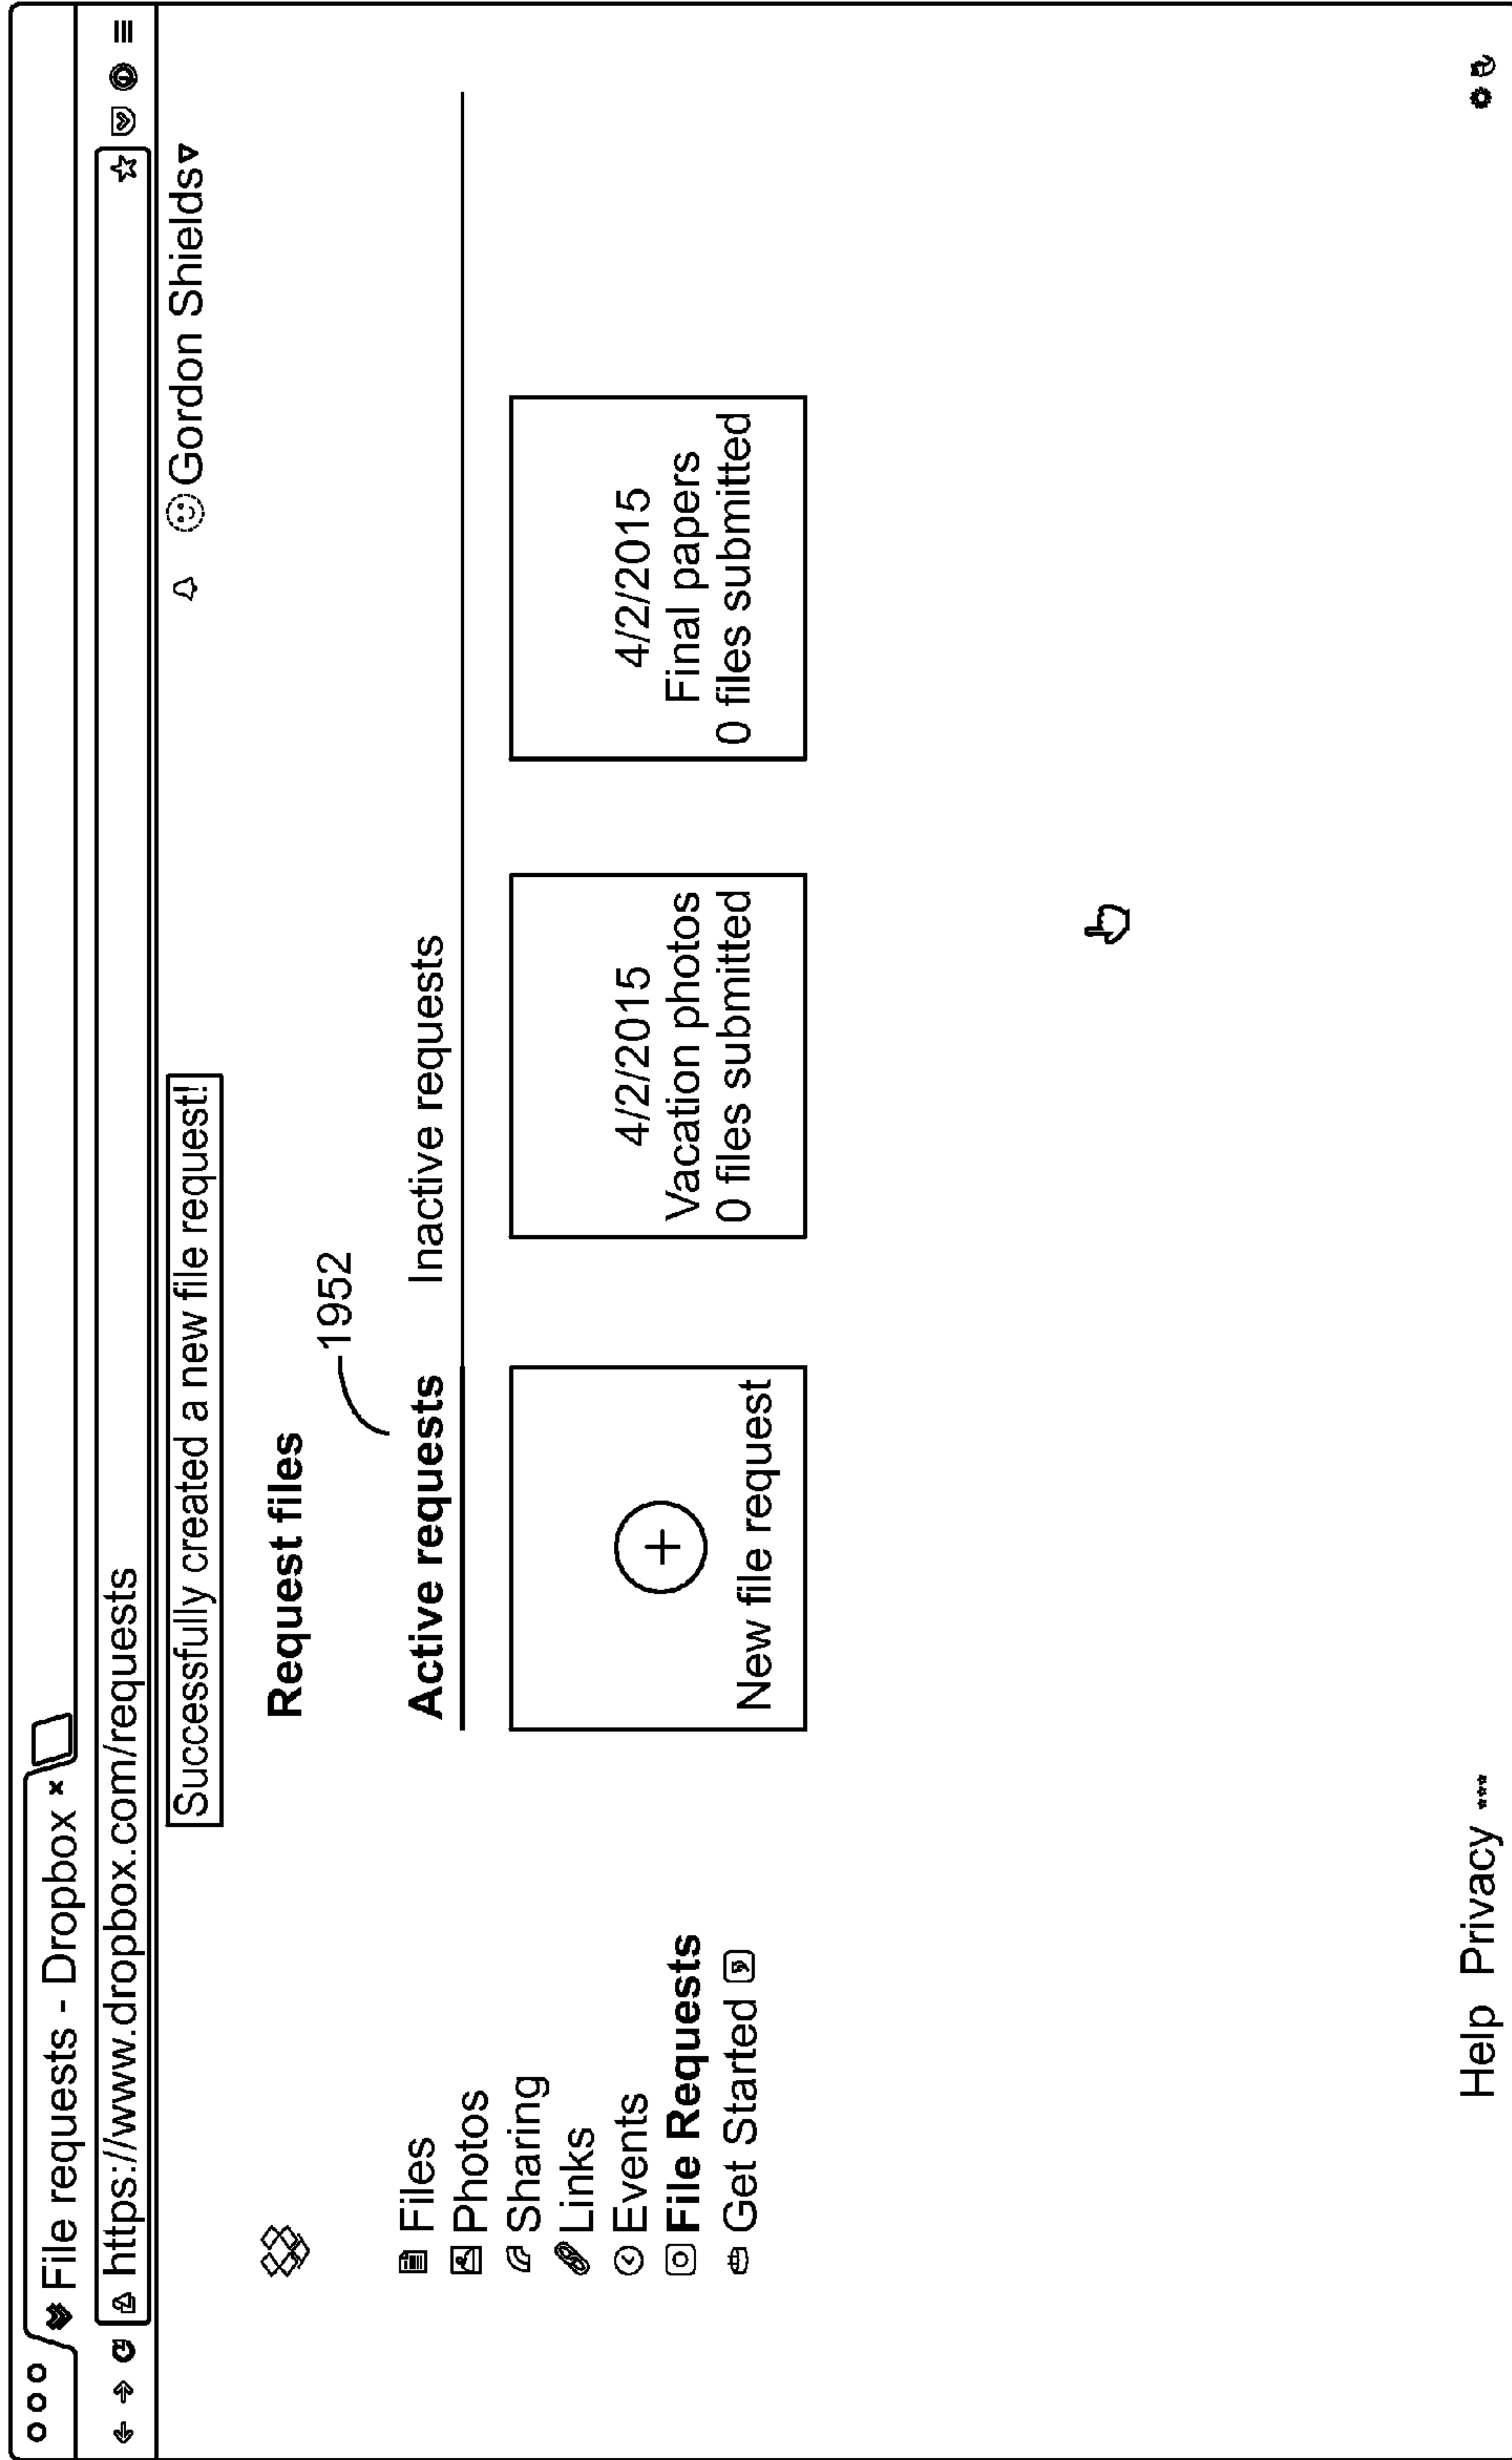 File requests - Dropbox ×
https://www.dropbox.com/requests
Successfully created a new file request!
Gordon Shields
Request files
1952
Active requests Inactive requests
Files
Photos
Sharing
Links
Events
File Requests
Get Started
New file request
4/2/2015
Vacation photos
0 files submitted
4/2/2015
Final papers
0 files submitted
Help Privacy ***